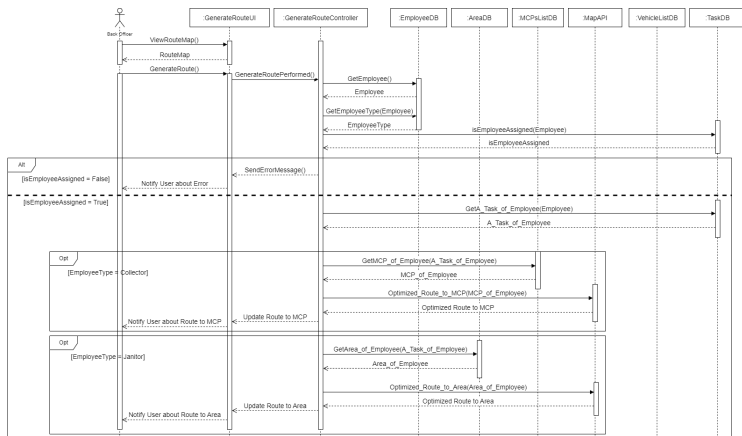 :GenerateRouteUI
:GenerateRouteController
:EmployeeDB
:AreaDB
:MCPsListDB
:MapAPI
:VehicleListDB
:TaskDB
Back Officer
ViewRouteMap()
RouteMap
GenerateRoute()
GenerateRoutePerformed()
GetEmployee()
Employee
GetEmployeeType(Employee)
EmployeeType
isEmployeeAssigned(Employee)
isEmployeeAssigned
Alt
[isEmployeeAssigned = False]
SendErrorMessage()
Notify User about Error
[isEmployeeAssigned = True]
GetA_Task_of_Employee(Employee)
A_Task_of_Employee
Opt
[EmployeeType = Collector]
GetMCP_of_Employee(A_Task_of_Employee)
MCP_of_Employee
Optimized_Route_to_MCP(MCP_of_Employee)
Optimized Route to MCP
Update Route to MCP
Notify User about Route to MCP
Opt
[EmployeeType = Janitor]
GetArea_of_Employee(A_Task_of_Employee)
Area_of_Employee
Optimized_Route_to_Area(Area_of_Employee)
Optimized Route to Area
Update Route to Area
Notify User about Route to Area